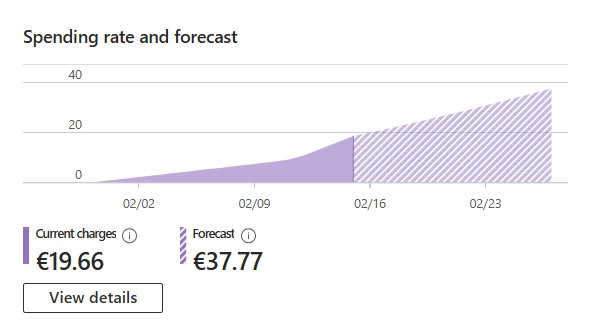 Spending rate and forecast
40
20
0
02/02 02/09 02/16 02/23
Current charges Forecast
€19.66 €37.77
View details